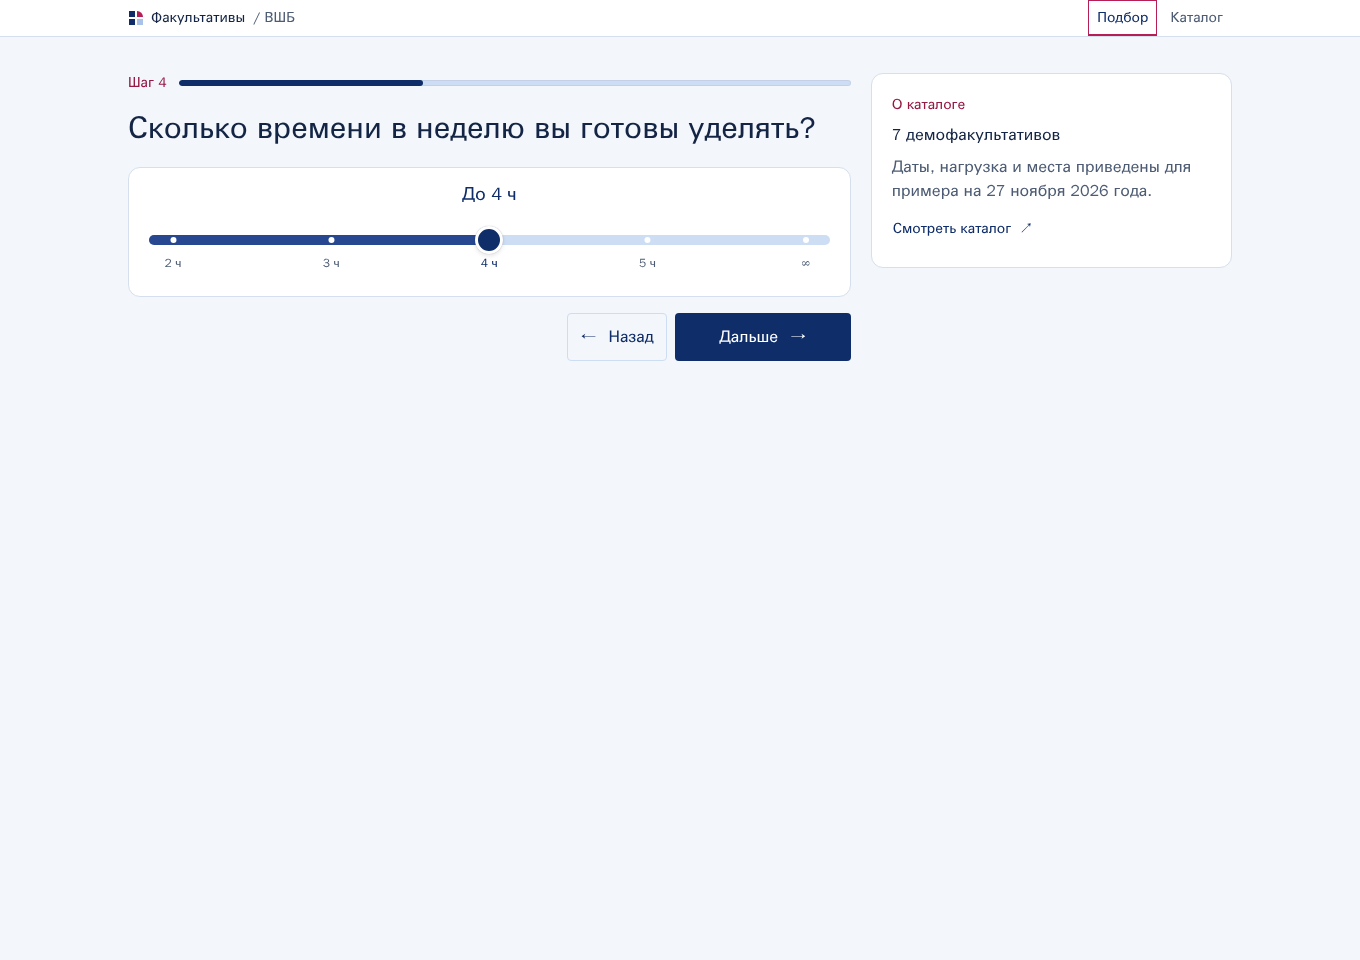 Факультативы / ВШБ
Подбор
Каталог
Шаг 4
Сколько времени в неделю вы готовы уделять?
До 4 ч
2 ч
3 ч
4 ч
5 ч
∞
← Назад
Дальше →
О каталоге
7 демофакультативов
Даты, нагрузка и места приведены для
примера на 27 ноября 2026 года.
Смотреть каталог ↗